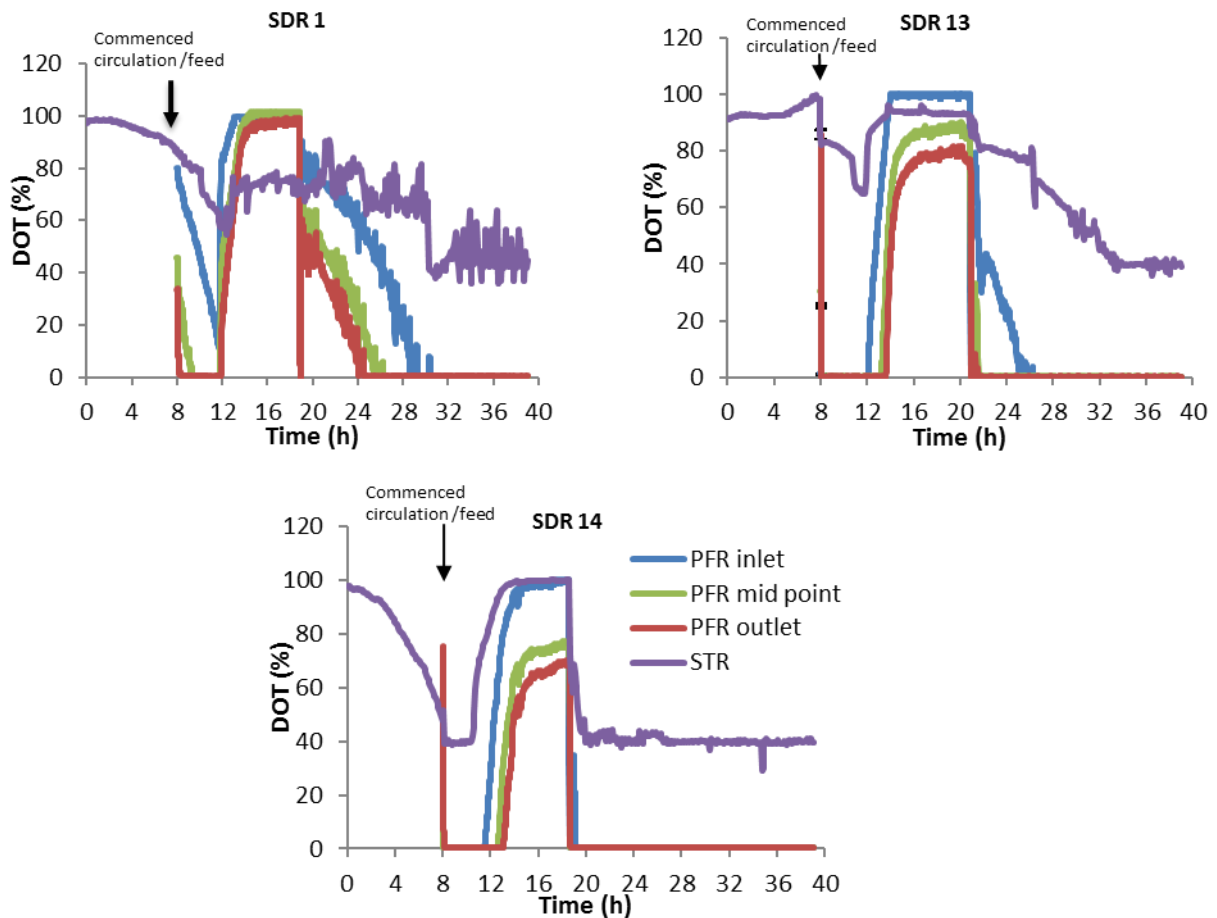 SDR 1
Commenced
circulation/feed
120
100
80
60
40
20
0
DOT (%)
0 4 8 12 16 20 24 28 32 36 40
Time (h)
SDR 13
Commenced
circulation/feed
120
100
80
60
40
20
0
DOT (%)
0 4 8 12 16 20 24 28 32 36 40
Time (h)
Commenced
circulation/feed
SDR 14
120
100
80
60
40
20
0
DOT (%)
0 4 8 12 16 20 24 28 32 36 40
Time (h)
PFR inlet
PFR mid point
PFR outlet
STR